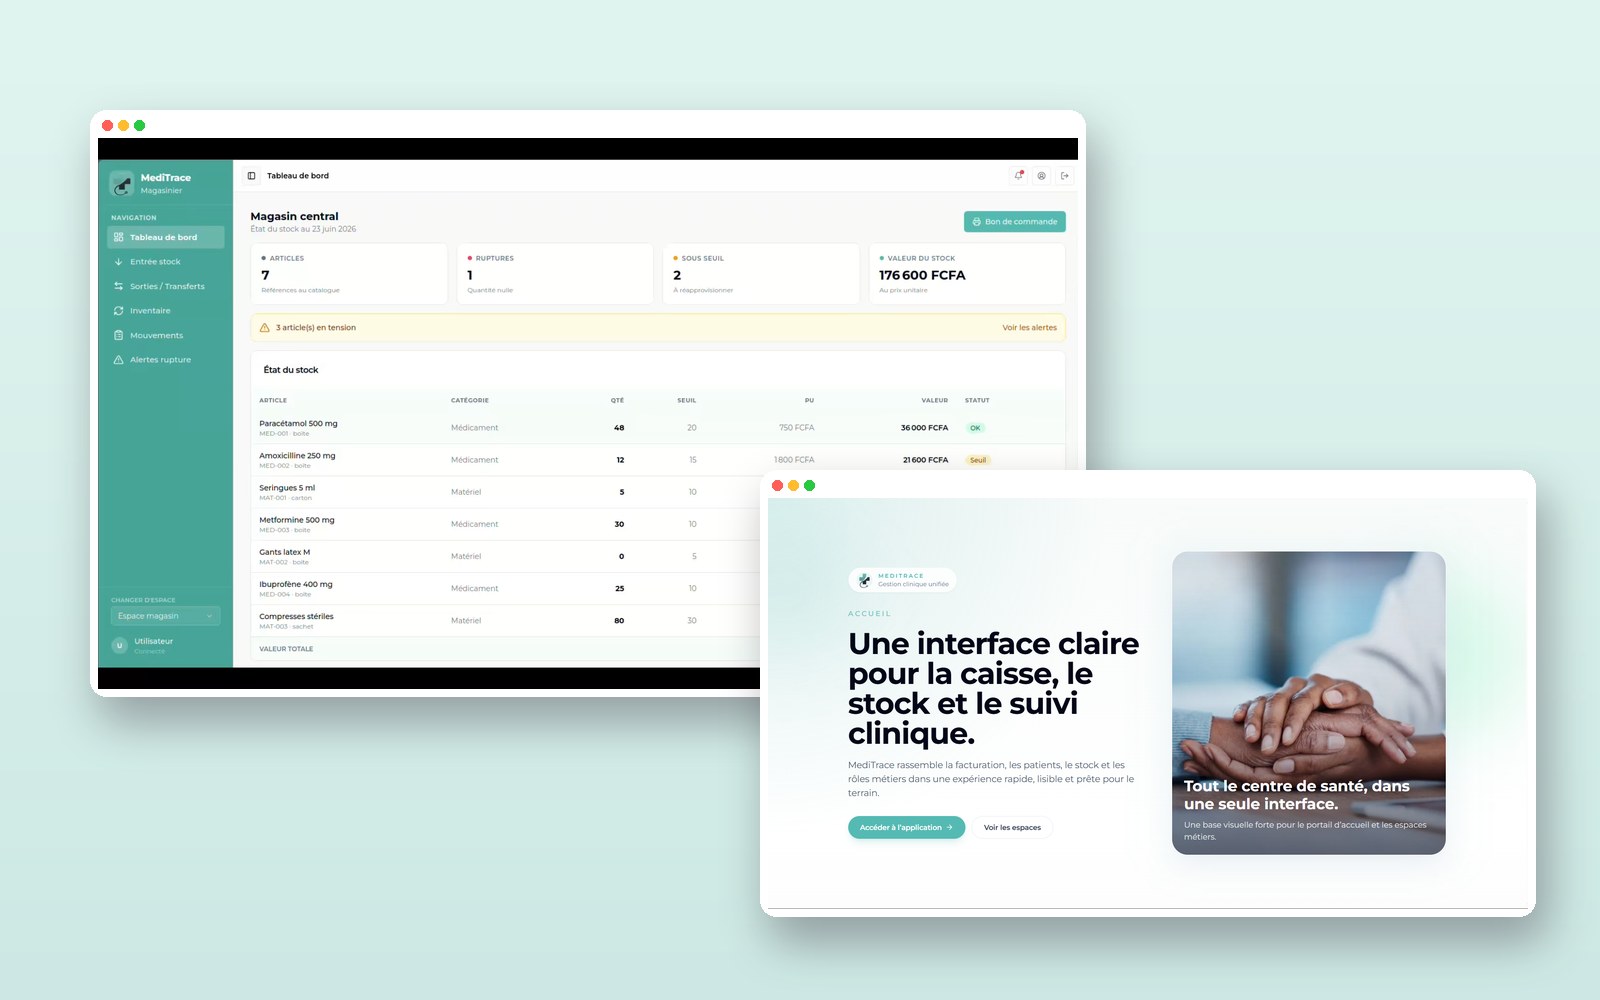 MediTrace
Magasinier
NAVIGATION
Tableau de bord
Entrée stock
Sorties / Transferts
Inventaire
Mouvements
Alertes rupture
CHANGER D'ESPACE
Espace magasin
U
Utilisateur
Connecté
Tableau de bord
Magasin central
État du stock au 23 juin 2026
Bon de commande
ARTICLES
7
Références au catalogue
RUPTURES
1
Quantité nulle
SOUS SEUIL
2
À réapprovisionner
VALEUR DU STOCK
176 600 FCFA
Au prix unitaire
3 article(s) en tension
Voir les alertes
État du stock
ARTICLE CATÉGORIE QTÉ SEUIL PU VALEUR STATUT
Paracétamol 500 mg Médicament 48 20 750 FCFA 36 000 FCFA OK
MED-001 · boîte
Amoxicilline 250 mg Médicament 12 15 1 800 FCFA 21 600 FCFA Seuil
MED-002 · boîte
Seringues 5 ml Matériel 5 10
MAT-001 · carton
Metformine 500 mg Médicament 30 10
MED-003 · boîte
Gants latex M Matériel 0 5
MAT-002 · boîte
Ibuprofène 400 mg Médicament 25 10
MED-004 · boîte
Compresses stériles Matériel 80 30
MAT-003 · sachet
VALEUR TOTALE
MEDITRACE
Gestion clinique unifiée
ACCUEIL
Une interface claire
pour la caisse, le
stock et le suivi
clinique.
MediTrace rassemble la facturation, les patients, le stock et les
rôles métiers dans une expérience rapide, lisible et prête pour le
terrain.
Accéder à l'application →
Voir les espaces
Tout le centre de santé, dans
une seule interface.
Une base visuelle forte pour le portail d'accueil et les espaces
métiers.